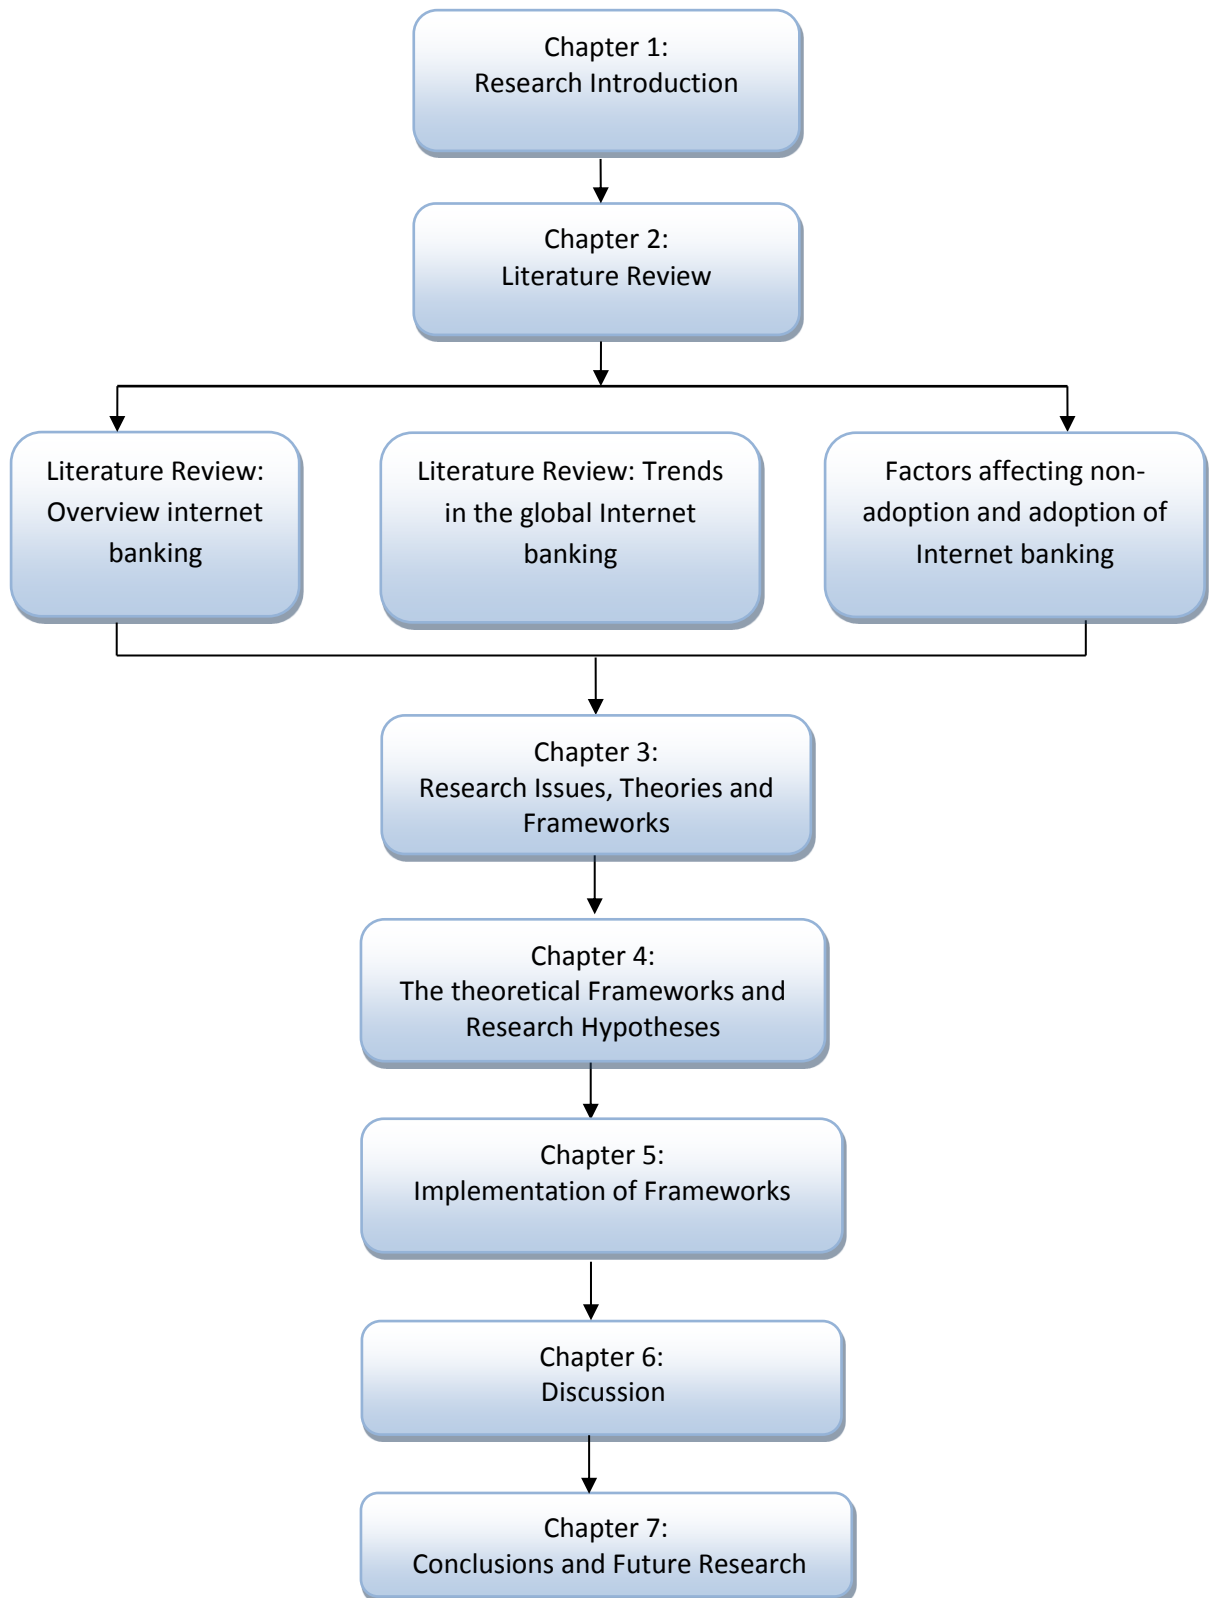 Chapter 1:
Research Introduction
Chapter 2:
Literature Review
Literature Review:
Overview internet
banking
Literature Review: Trends
in the global Internet
banking
Factors affecting non-
adoption and adoption of
Internet banking
Chapter 3:
Research Issues, Theories and
Frameworks
Chapter 4:
The theoretical Frameworks and
Research Hypotheses
Chapter 5:
Implementation of Frameworks
Chapter 6:
Discussion
Chapter 7:
Conclusions and Future Research